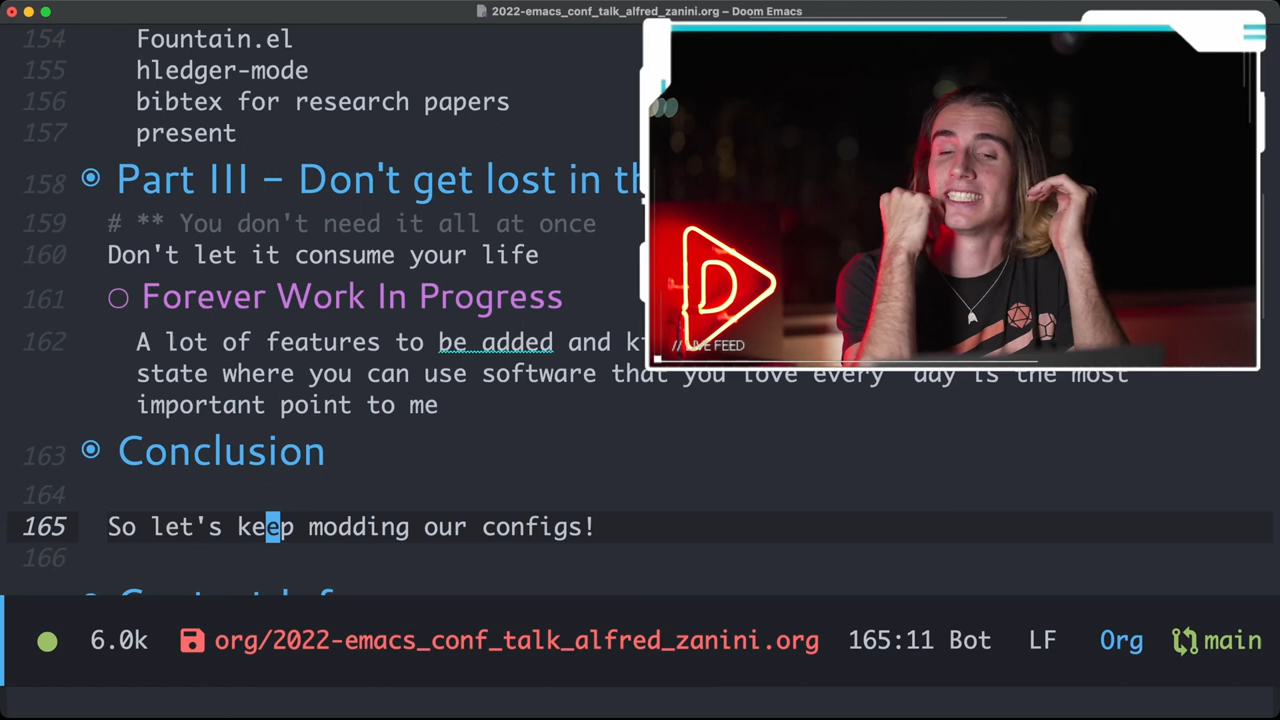 2022-emacs_conf_talk_alfred_zanini.org – Doom Emacs
154 Fountain.el
155 hledger-mode
156 bibtex for research papers
157 present
158 Part III – Don't get lost in
159 # ** You don't need it all at once
160 Don't let it consume your life
161 Forever Work In Progress
162 A lot of features to be added and
state where you can use software that you love every day is the most
important point to me
163 Conclusion
164
165 So let's keep modding our configs!
166
D
// LIVE FEED
6.0k org/2022-emacs_conf_talk_alfred_zanini.org 165:11 Bot LF Org main